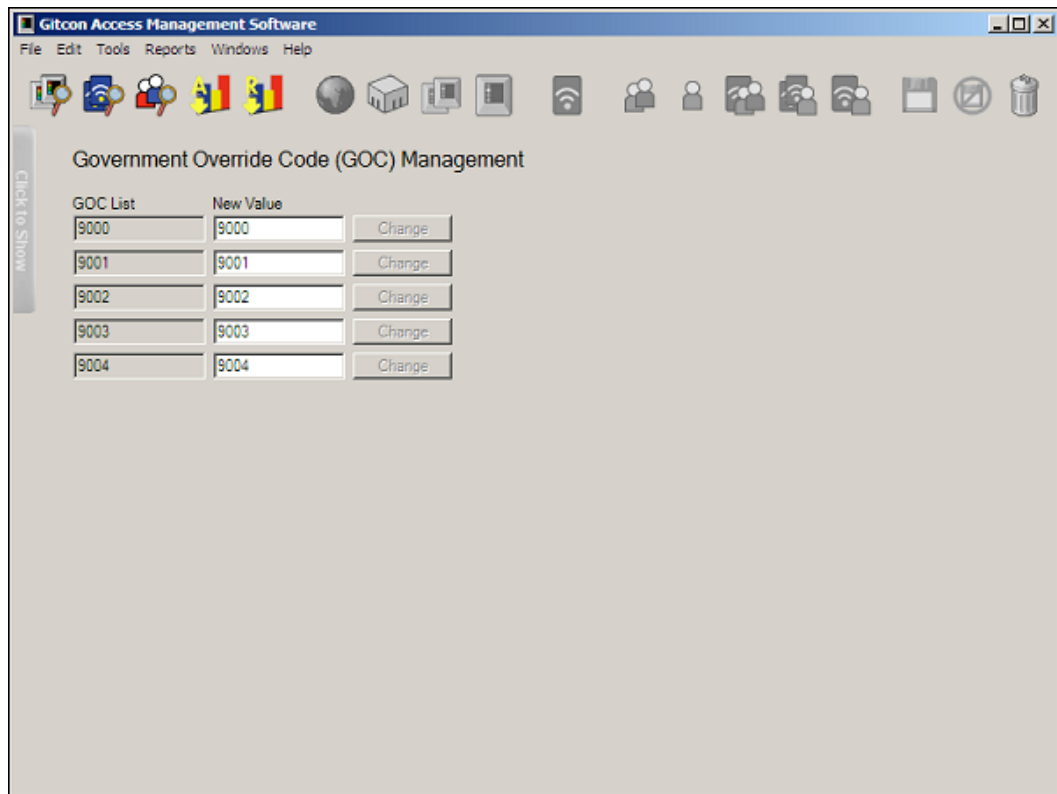 Gitcon Access Management Software
File Edit Tools Reports Windows Help
Click to Show
Government Override Code (GOC) Management
GOC List New Value
9000 9000 Change
9001 9001 Change
9002 9002 Change
9003 9003 Change
9004 9004 Change